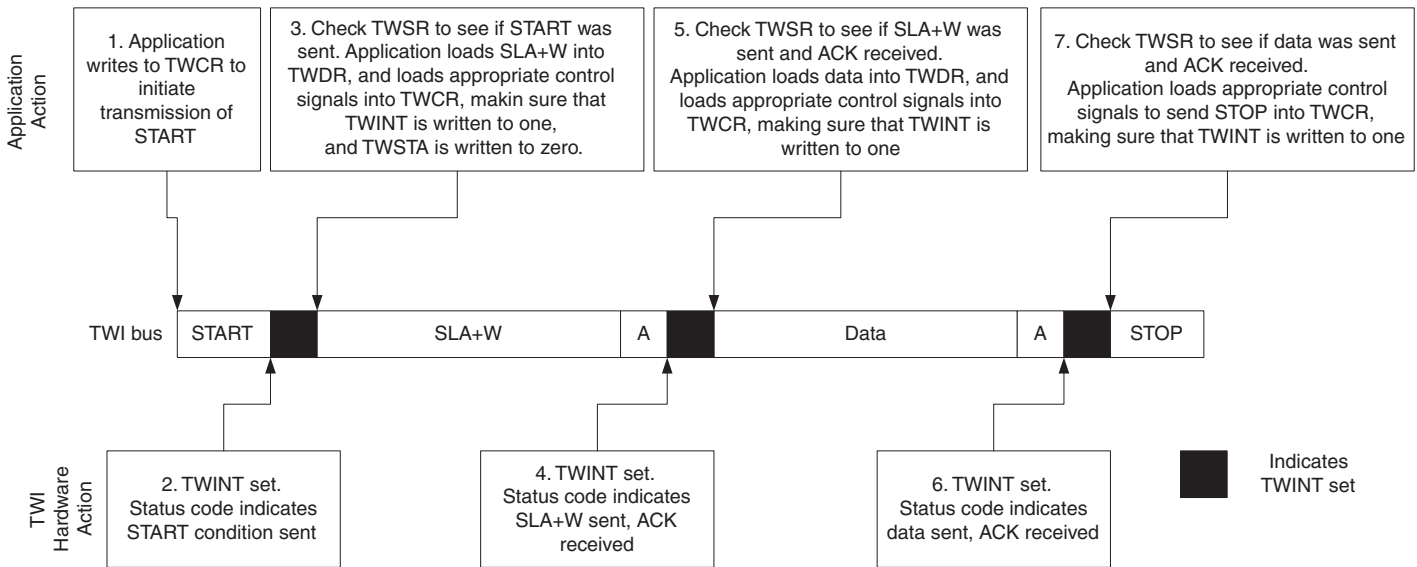 Application
Action
1. Application
writes to TWCR to
initiate
transmission of
START
3. Check TWSR to see if START was
sent. Application loads SLA+W into
TWDR, and loads appropriate control
signals into TWCR, makin sure that
TWINT is written to one,
and TWSTA is written to zero.
5. Check TWSR to see if SLA+W was
sent and ACK received.
Application loads data into TWDR, and
loads appropriate control signals into
TWCR, making sure that TWINT is
written to one
7. Check TWSR to see if data was sent
and ACK received.
Application loads appropriate control
signals to send STOP into TWCR,
making sure that TWINT is written to one
TWI bus
START
SLA+W
A
Data
A
STOP
TWI
Hardware
Action
2. TWINT set.
Status code indicates
START condition sent
4. TWINT set.
Status code indicates
SLA+W sent, ACK
received
6. TWINT set.
Status code indicates
data sent, ACK received
Indicates
TWINT set